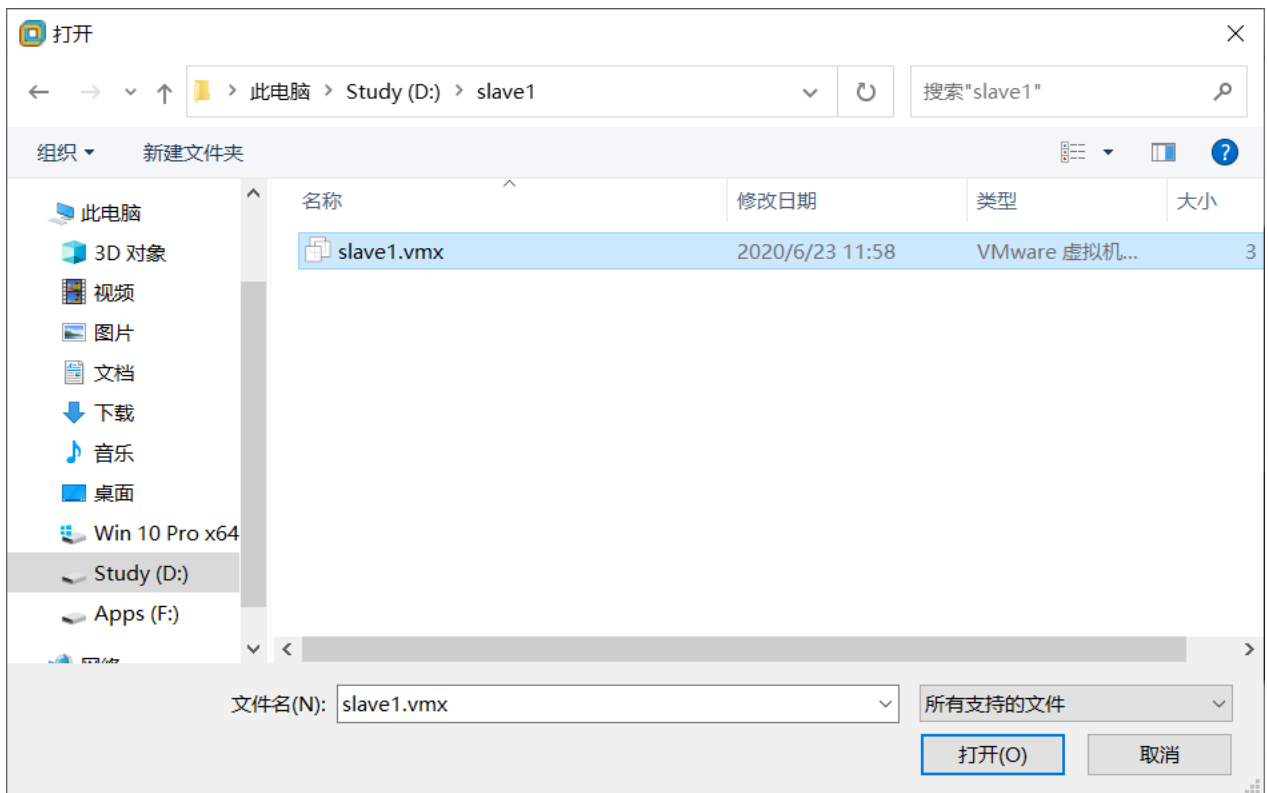 打开
此电脑 > Study (D:) > slave1
搜索"slave1"
组织 新建文件夹
?
名称 修改日期 类型 大小
slave1.vmx 2020/6/23 11:58 VMware 虚拟机... 3
此电脑
3D 对象
视频
图片
文档
下载
音乐
桌面
Win 10 Pro x64
Study (D:)
Apps (F:)
网络
文件名(N): slave1.vmx 所有支持的文件
打开(O) 取消